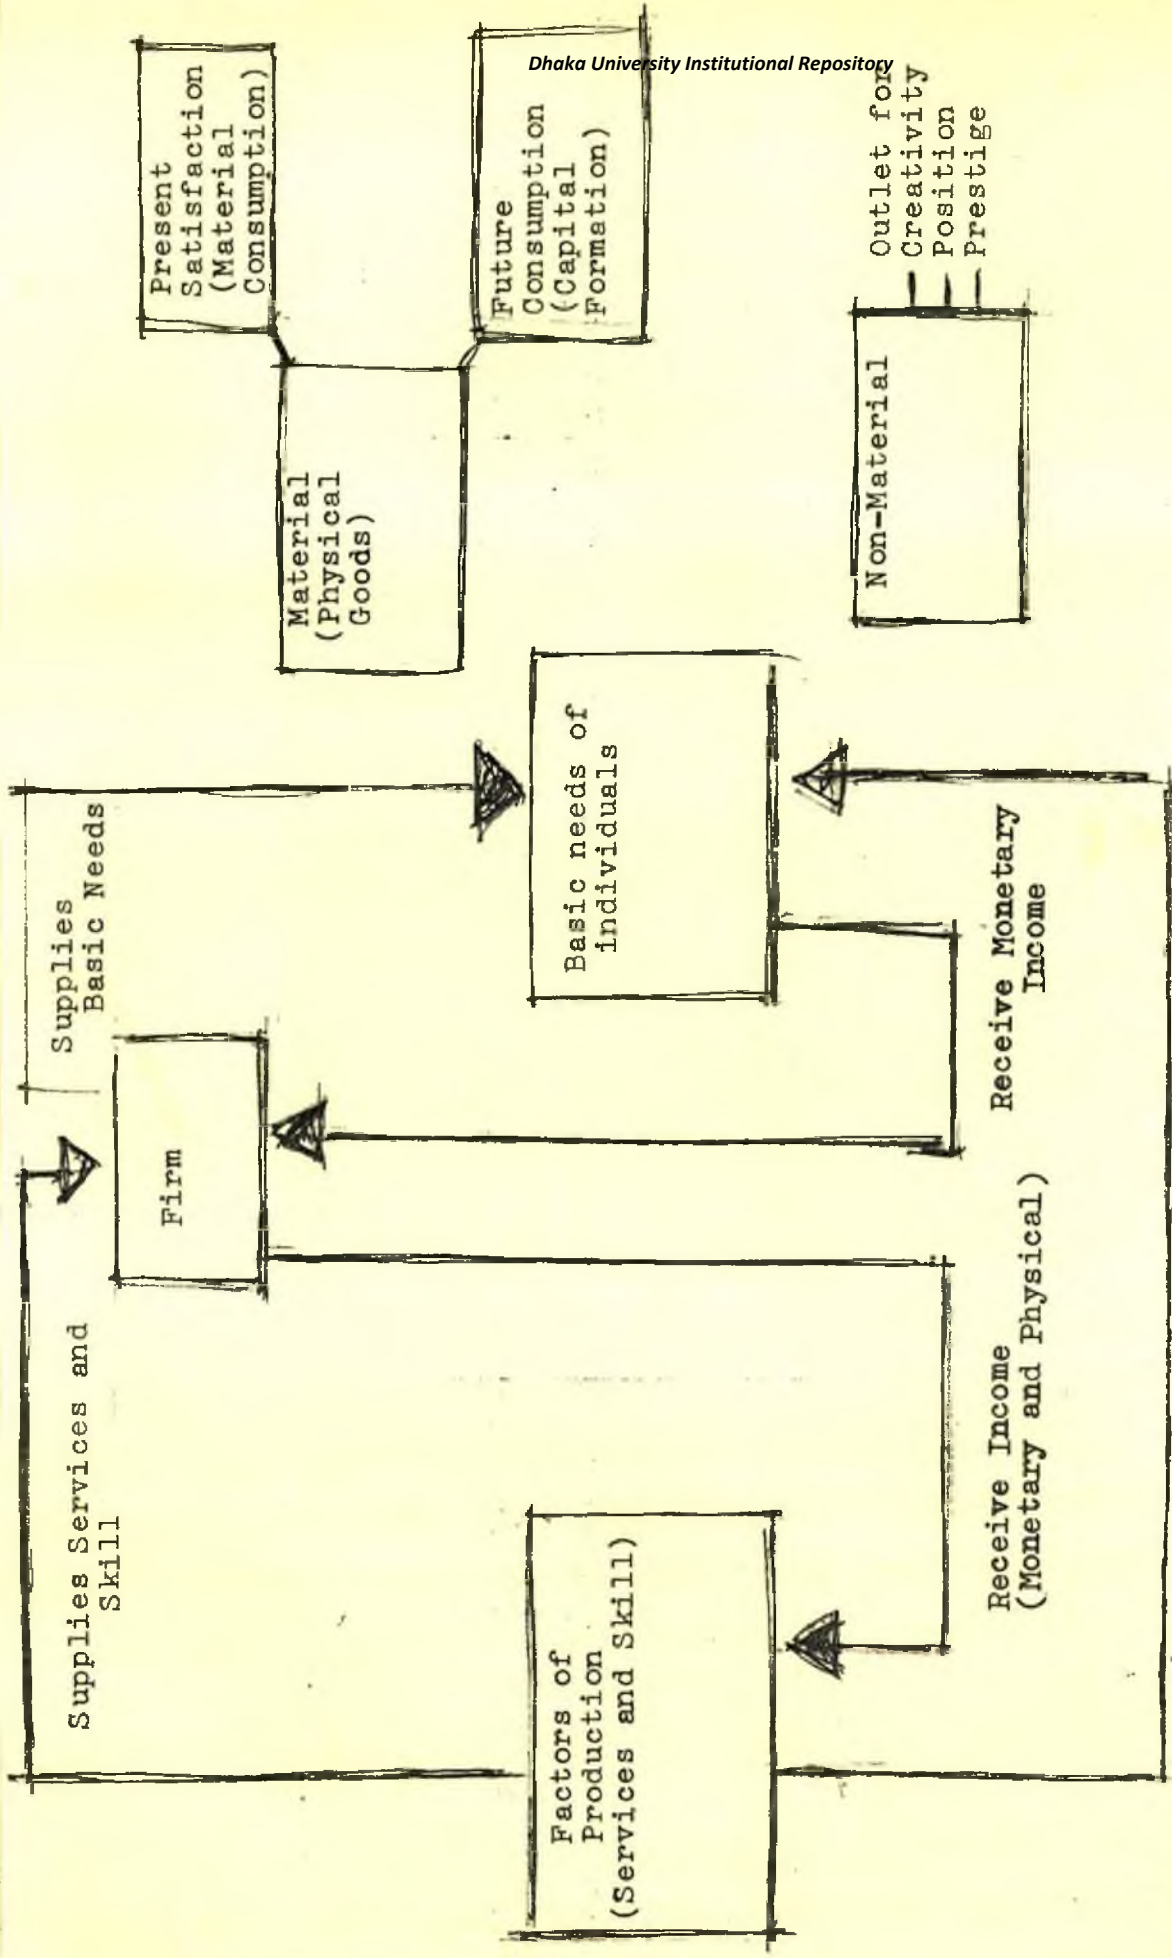 Dhaka University Institutional Repository
Supplies Services and
Skill
Supplies
Basic Needs
Firm
Factors of
Production
(Services and Skill)
Basic needs of
individuals
Receive Income
(Monetary and Physical)
Receive Monetary
Income
Material
(Physical
Goods)
Present
Satisfaction
(Material
Consumption)
Future
Consumption
(Capital
Formation)
Non-Material
Outlet for
Creativity
Position
Prestige